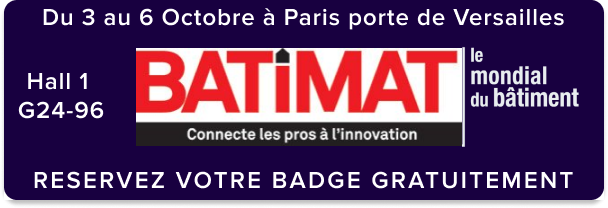 Du 3 au 6 Octobre à Paris porte de Versailles
Hall 1
G24-96
BATiMAT
Connecte les pros à l'innovation
le
mondial
du bâtiment
RESERVEZ VOTRE BADGE GRATUITEMENT